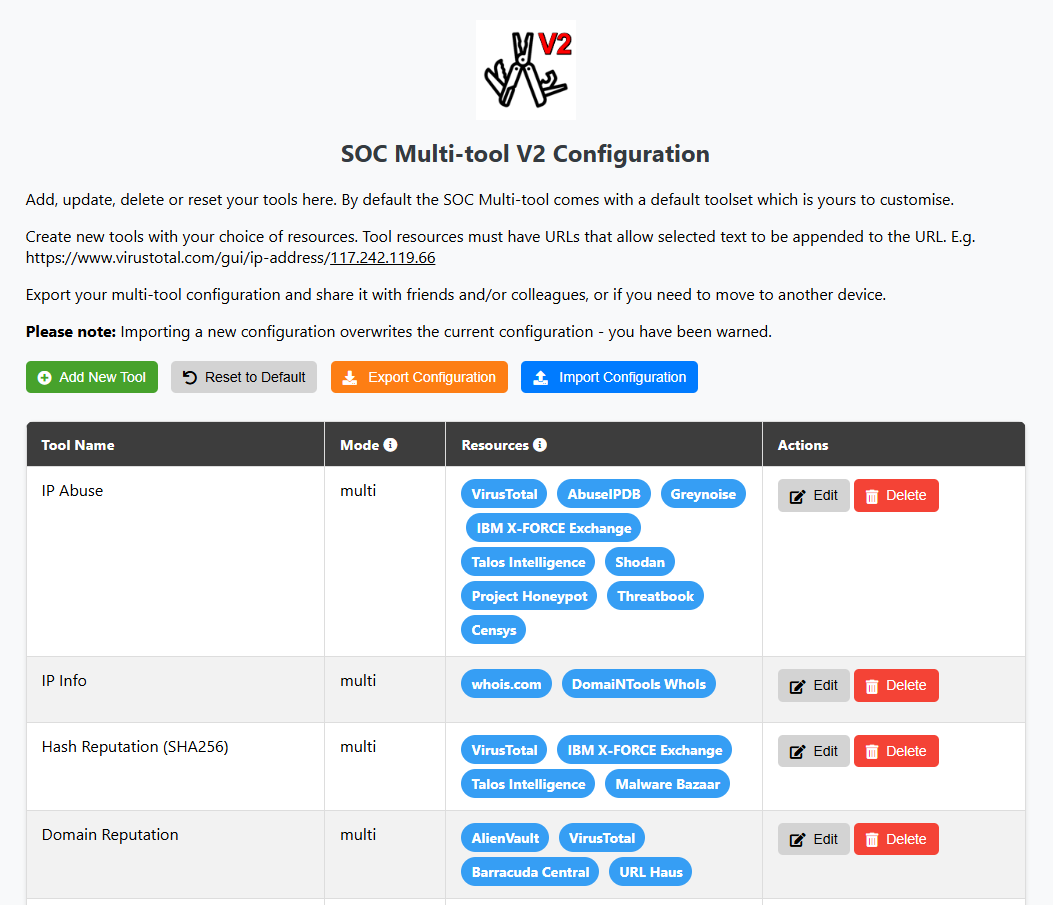 V2
SOC Multi-tool V2 Configuration
Add, update, delete or reset your tools here. By default the SOC Multi-tool comes with a default toolset which is yours to customise.
Create new tools with your choice of resources. Tool resources must have URLs that allow selected text to be appended to the URL. E.g.
https://www.virustotal.com/gui/ip-address/117.242.119.66
Export your multi-tool configuration and share it with friends and/or colleagues, or if you need to move to another device.
Please note: Importing a new configuration overwrites the current configuration - you have been warned.
Add New Tool Reset to Default Export Configuration Import Configuration
Tool Name Mode Resources Actions
IP Abuse multi VirusTotal AbuseIPDB Greynoise Edit Delete
IBM X-FORCE Exchange
Talos Intelligence Shodan
Project Honeypot Threatbook
Censys
IP Info multi whois.com DomaiNTools WhoIs Edit Delete
Hash Reputation (SHA256) multi VirusTotal IBM X-FORCE Exchange Edit Delete
Talos Intelligence Malware Bazaar
Domain Reputation multi AlienVault VirusTotal Edit Delete
Barracuda Central URL Haus